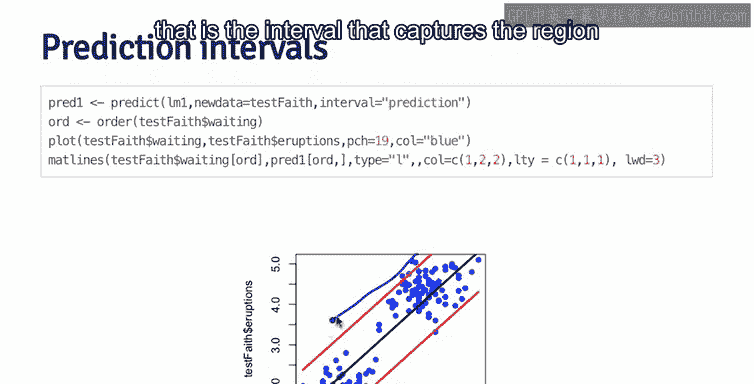 that is the interval that captures the region
Prediction intervals
pred1 <- predict(lm1,newdata=testFaith,interval="prediction")
ord <- order(testFaith$waiting)
plot(testFaith$waiting,testFaith$eruptions,pch=19,col="blue")
matlines(testFaith$waiting[ord],pred1[ord,],type="l",,col=c(1,2,2),lty = c(1,1,1), lwd=3)
testFaith$eruptions
5.0
4.0
3.0